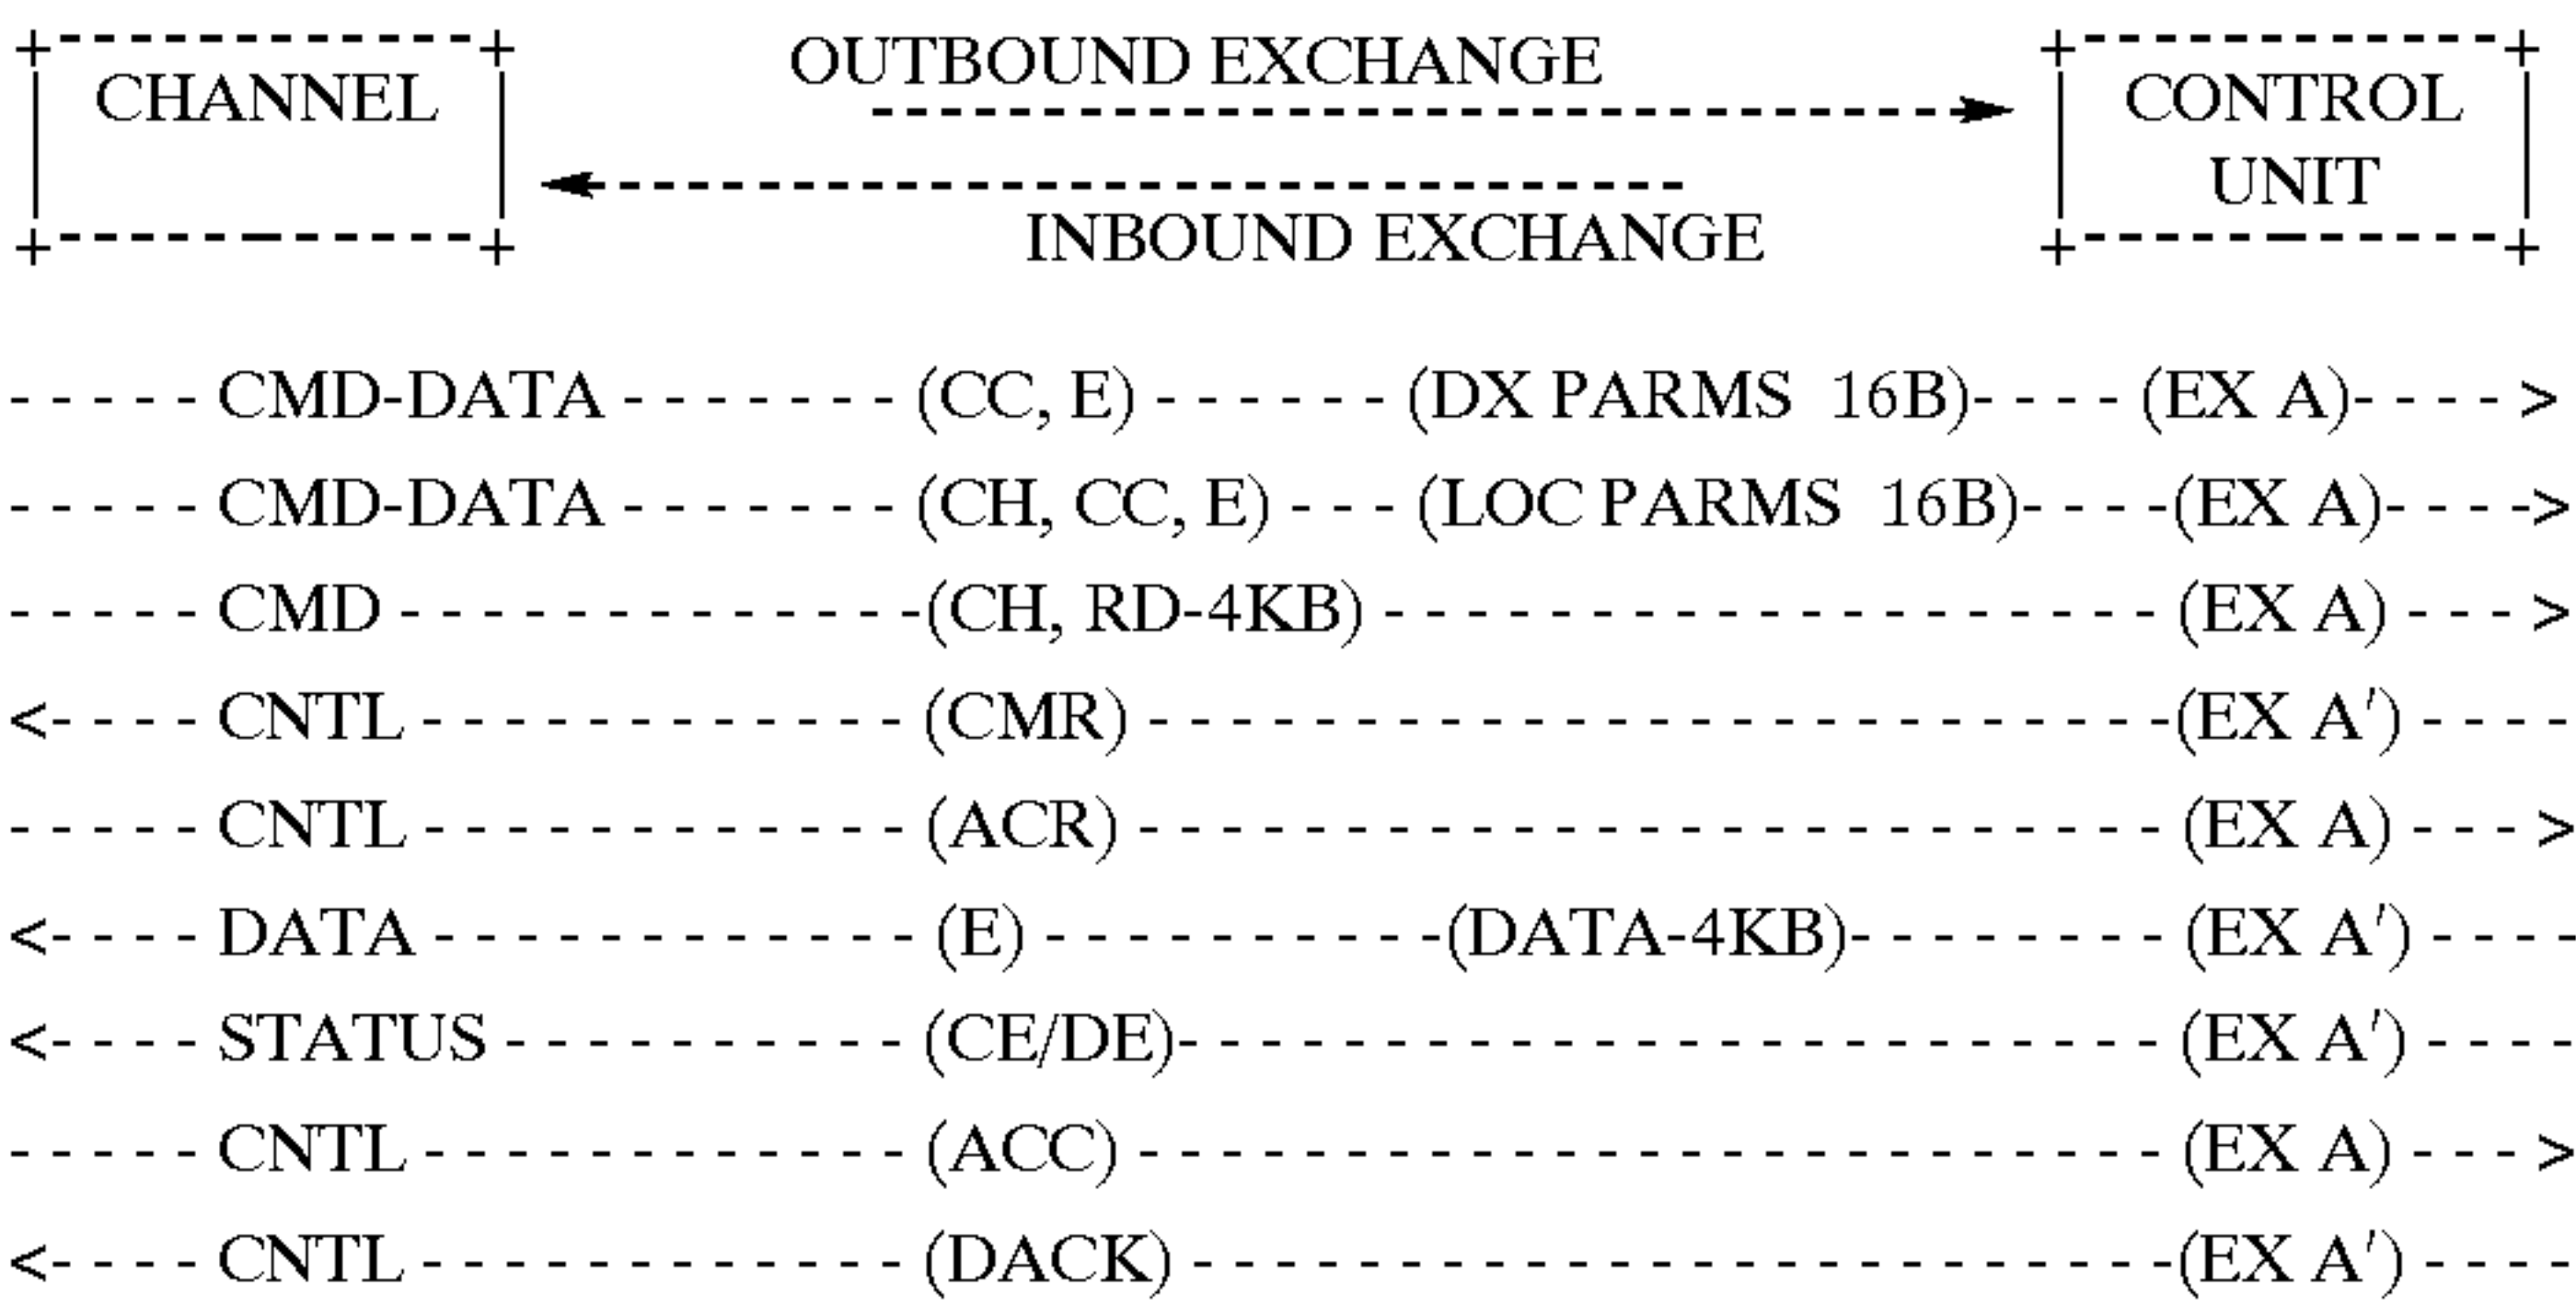 OUTBOUND EXCHANGE
CHANNEL
CONTROL
UNIT
INBOUND EXCHANGE
- - - - - CMD-DATA - - - - - - - (CC, E) - - - - - - (DX PARMS 16B)- - - - (EX A)- - - - >
- - - - - CMD-DATA - - - - - - - (CH, CC, E) - - - (LOC PARMS 16B)- - - -(EX A)- - - ->
- - - - - CMD - - - - - - - - - - - - -(CH, RD-4KB) - - - - - - - - - - - - - - - - - - - - - - (EX A) - - - >
<- - - - - CNTL - - - - - - - - - - - - (CMR) - - - - - - - - - - - - - - - - - - - - - - - - - - - - -(EX A′) - - - -
- - - - - CNTL - - - - - - - - - - - - (ACR) - - - - - - - - - - - - - - - - - - - - - - - - - - - - - (EX A) - - - >
<- - - - - DATA - - - - - - - - - - - - (E) - - - - - - - - - - -(DATA-4KB)- - - - - - - - - (EX A′) - - - -
<- - - - - STATUS - - - - - - - - - - (CE/DE)- - - - - - - - - - - - - - - - - - - - - - - - - - - - (EX A′) - - - -
- - - - - CNTL - - - - - - - - - - - - (ACC) - - - - - - - - - - - - - - - - - - - - - - - - - - - - - (EX A) - - - >
<- - - - - CNTL - - - - - - - - - - - - (DACK) - - - - - - - - - - - - - - - - - - - - - - - - - - - -(EX A′) - - - -